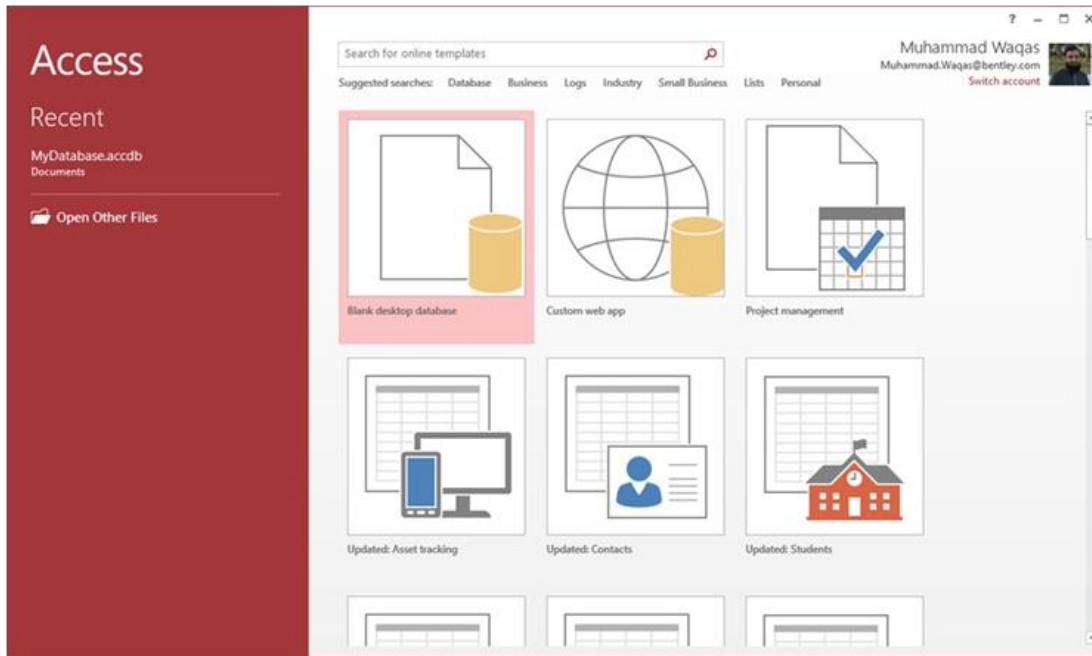 ?
Access
Recent
MyDatabase.accdb
Documents
Open Other Files
Search for online templates
Muhammad Waqas
Muhammad.Waqas@bentley.com
Switch account
Suggested searches: Database Business Logs Industry Small Business Lists Personal
Blank desktop database
Custom web app
Project management
Updated: Asset tracking
Updated: Contacts
Updated: Students